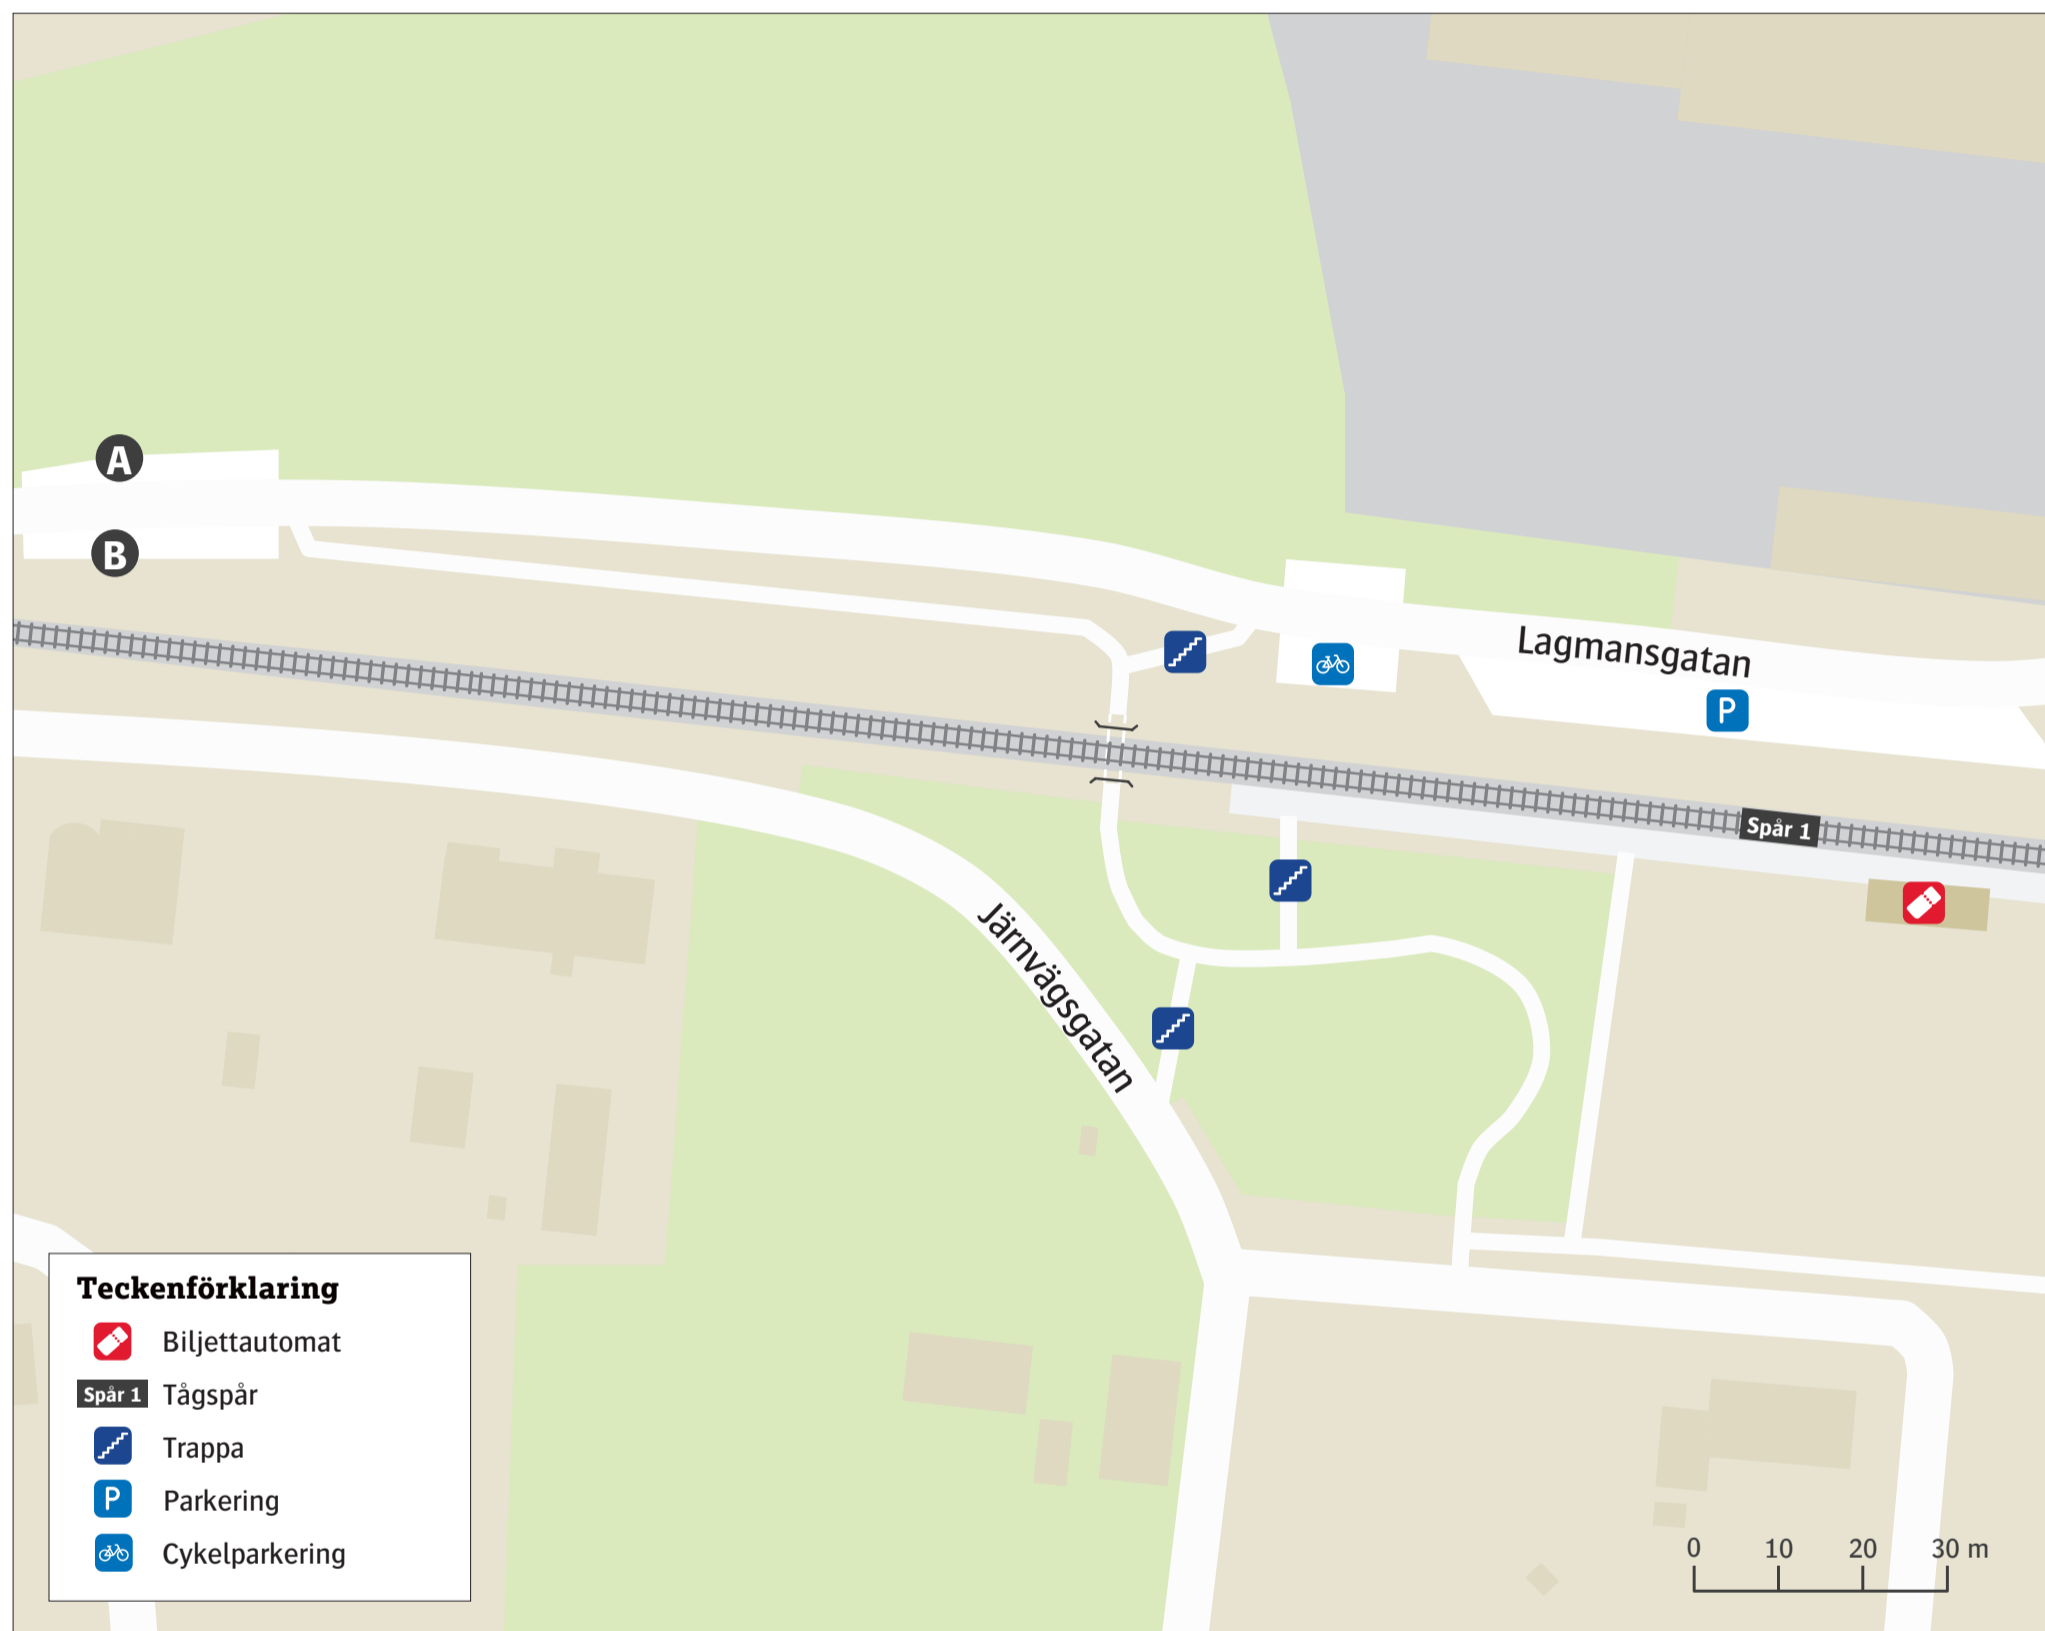 A
B
Lagmansgatan
P
Spår 1
Järnvägsgatan
Teckenförklaring
Biljettautomat
Spår 1 Tågspår
Trappa
P Parkering
Cykelparkering
0 10 20 30 m